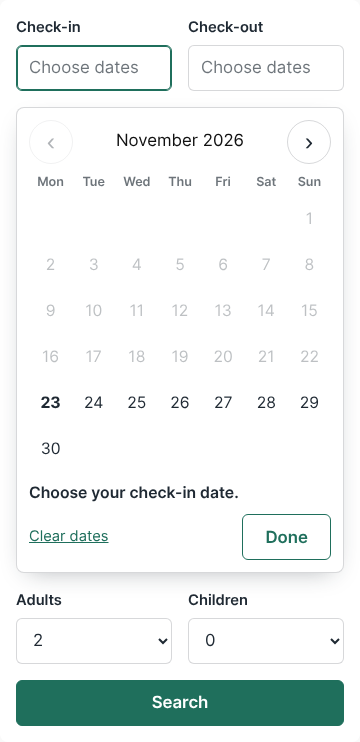 Check-in Check-out
Choose dates Choose dates
November 2026
Mon Tue Wed Thu Fri Sat Sun
1
2 3 4 5 6 7 8
9 10 11 12 13 14 15
16 17 18 19 20 21 22
23 24 25 26 27 28 29
30
Choose your check-in date.
Clear dates Done
Adults Children
2 0
Search